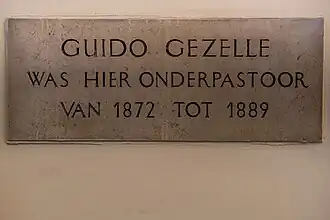 GUIDO GEZELLE
WAS HIER ONDERPASTOOR
VAN 1872 TOT 1889